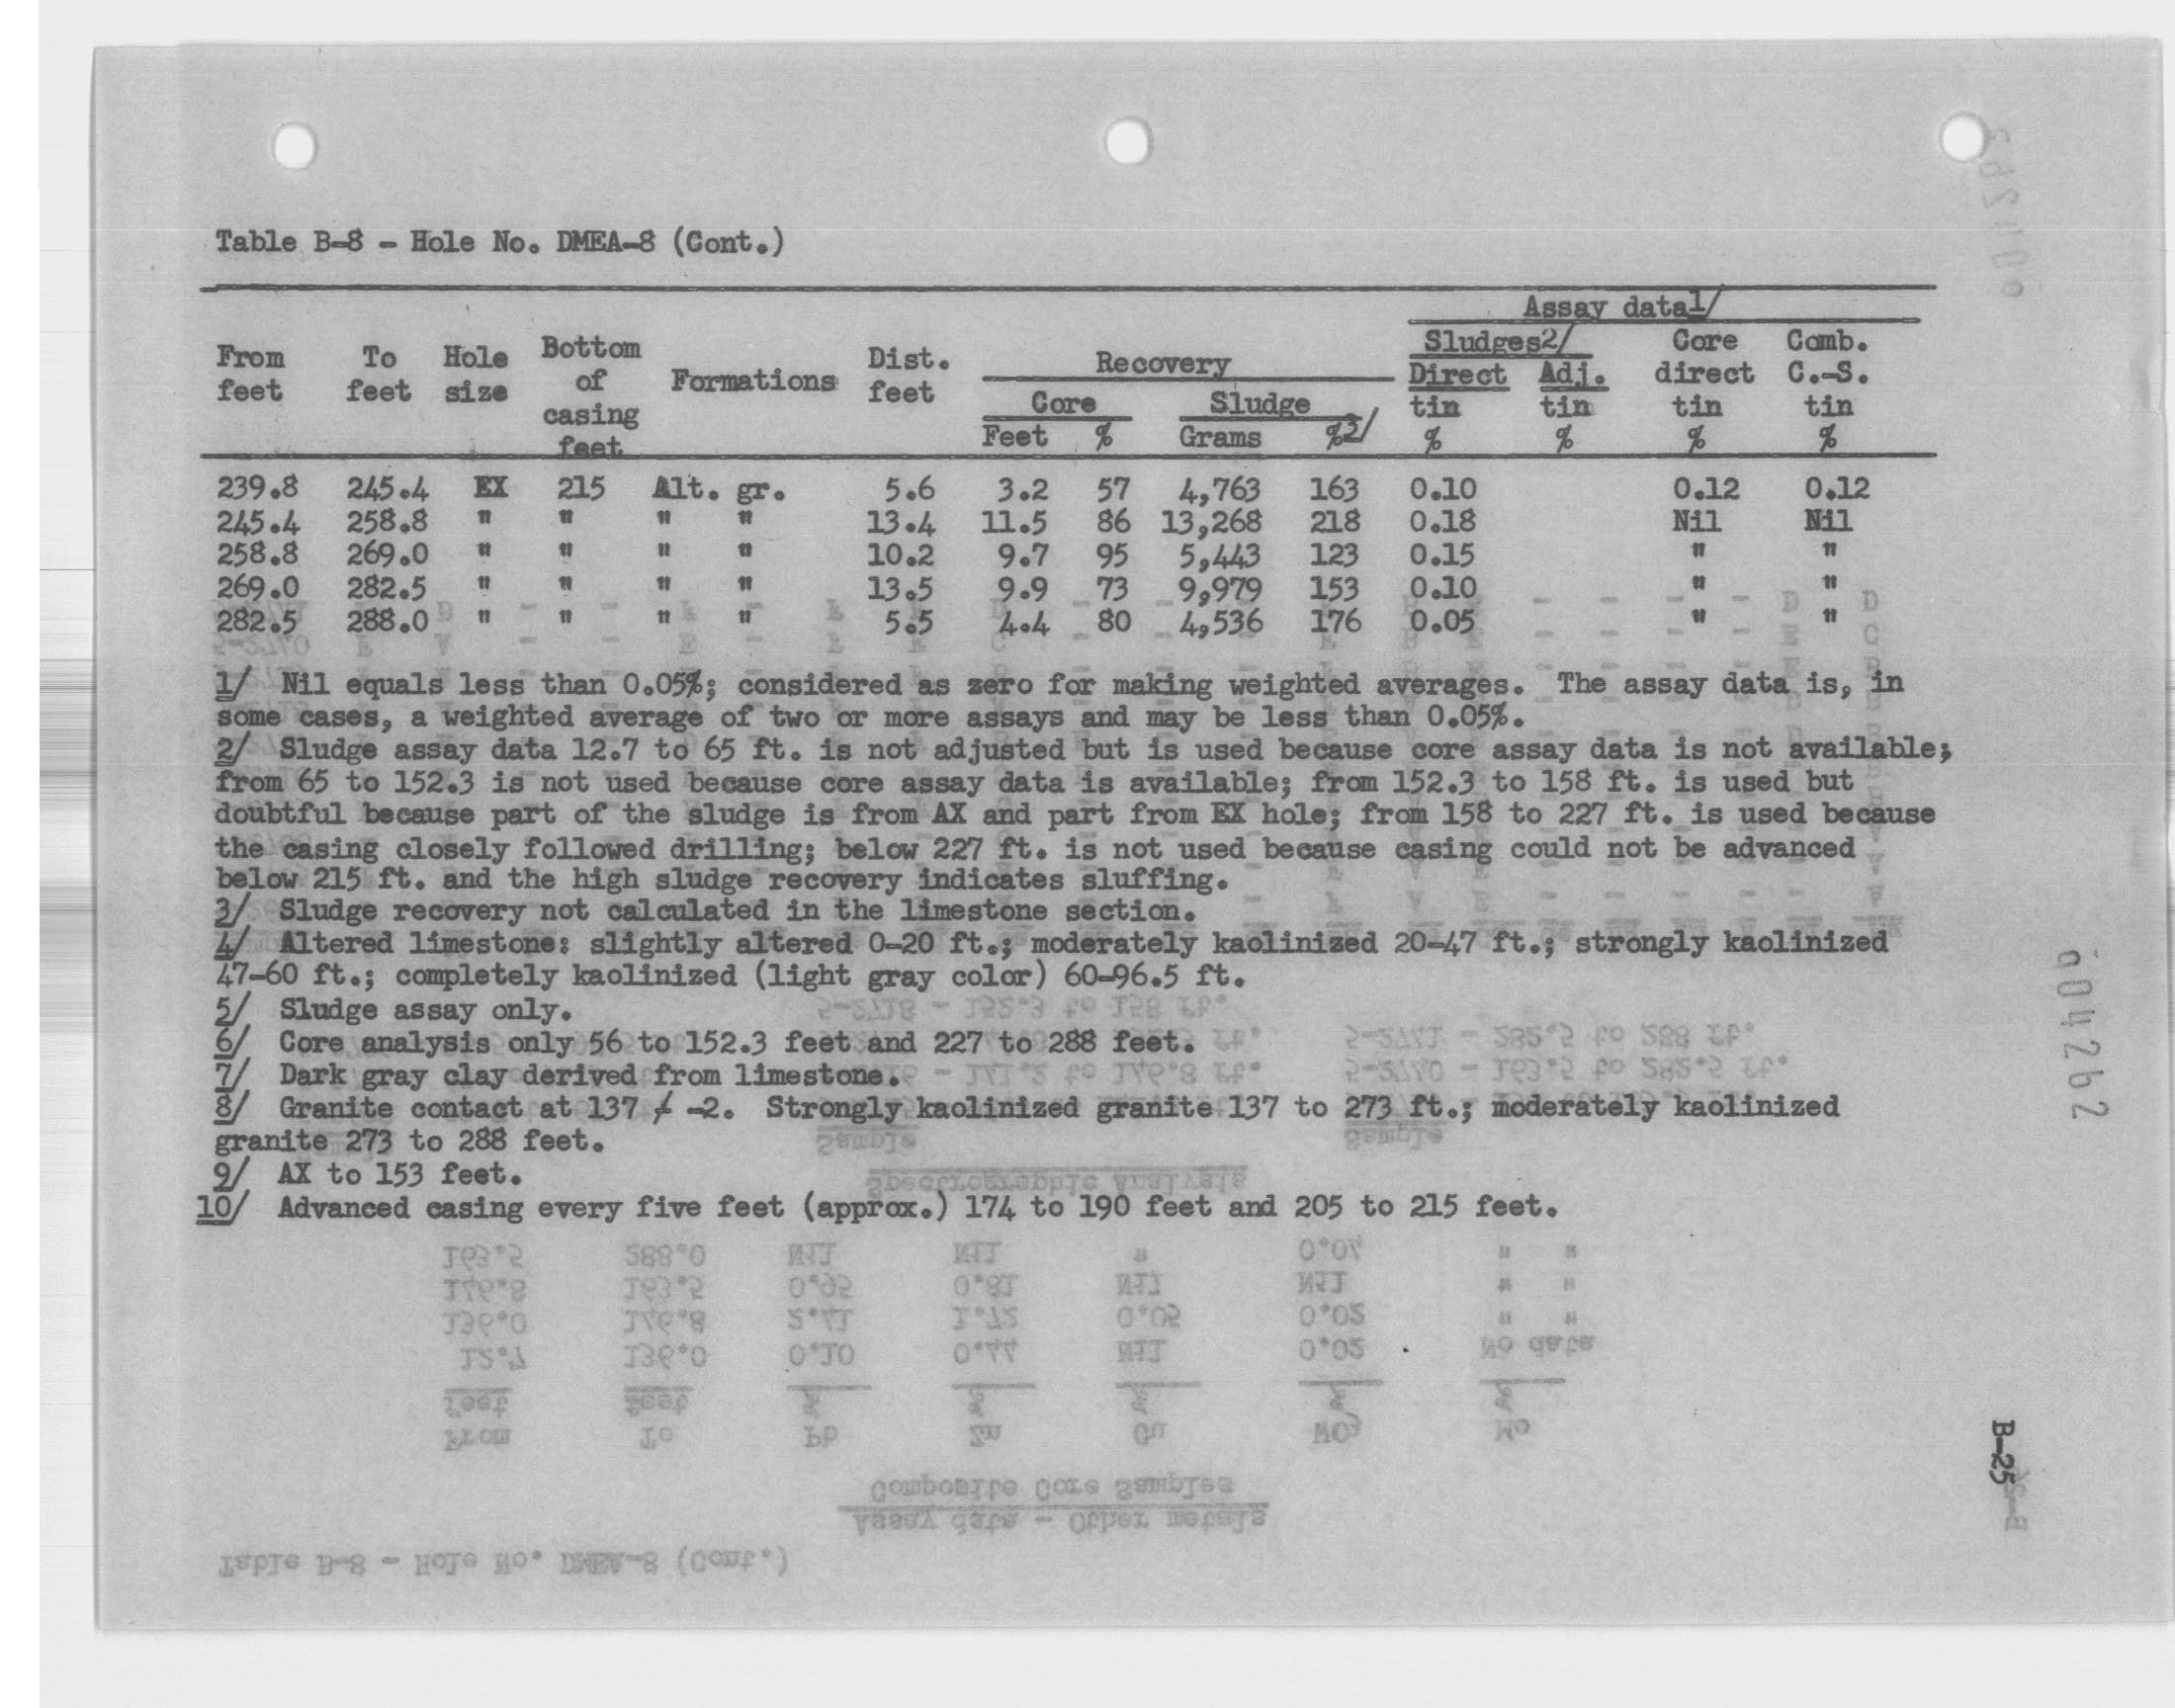 Table B-8 - Hole No. DMEA-8 (Cont.)
Assay data1/
From feet To feet Hole size Bottom of casing feet Formations Dist. feet Recovery Sludges2/ Core direct tin % Comb. C.-S. tin %
Core Feet % Sludge Grams %3/ Direct tin % Adj. tin %
239.8 245.4 EX 215 Alt. gr. 5.6 3.2 57 4,763 163 0.10 0.12 0.12
245.4 258.8 " " " " 13.4 11.5 86 13,268 218 0.18 Nil Nil
258.8 269.0 " " " " 10.2 9.7 95 5,443 123 0.15 " "
269.0 282.5 " " " " 13.5 9.9 73 9,979 153 0.10 " "
282.5 288.0 " " " " 5.5 4.4 80 4,536 176 0.05 " "
1/ Nil equals less than 0.05%; considered as zero for making weighted averages. The assay data is, in
some cases, a weighted average of two or more assays and may be less than 0.05%.
2/ Sludge assay data 12.7 to 65 ft. is not adjusted but is used because core assay data is not available;
from 65 to 152.3 is not used because core assay data is available; from 152.3 to 158 ft. is used but
doubtful because part of the sludge is from AX and part from EX hole; from 158 to 227 ft. is used because
the casing closely followed drilling; below 227 ft. is not used because casing could not be advanced
below 215 ft. and the high sludge recovery indicates sluffing.
3/ Sludge recovery not calculated in the limestone section.
4/ Altered limestone: slightly altered 0-20 ft.; moderately kaolinized 20-47 ft.; strongly kaolinized
47-60 ft.; completely kaolinized (light gray color) 60-96.5 ft.
5/ Sludge assay only.
6/ Core analysis only 56 to 152.3 feet and 227 to 288 feet.
7/ Dark gray clay derived from limestone.
8/ Granite contact at 137 ≠ -2. Strongly kaolinized granite 137 to 273 ft.; moderately kaolinized
granite 273 to 288 feet.
9/ AX to 153 feet.
10/ Advanced casing every five feet (approx.) 174 to 190 feet and 205 to 215 feet.
B-25
004262